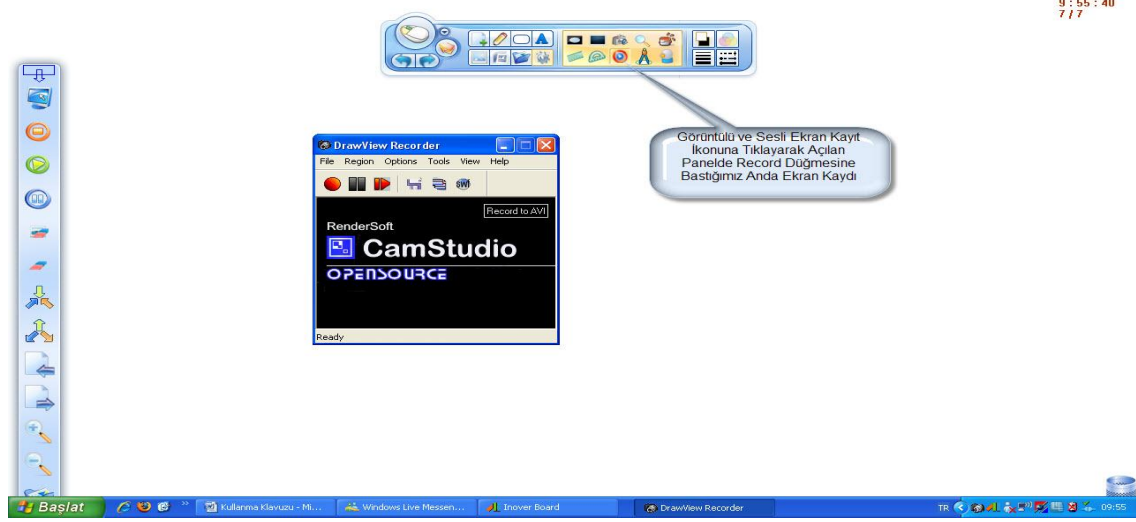 9 : 55 : 40
7 / 7
A
Görüntülü ve Sesli Ekran Kayıt
İkonuna Tıklayarak Açılan
Panelde Record Düğmesine
Bastığımız Anda Ekran Kaydı
DrawView Recorder
File Region Options Tools View Help
SWF
Record to AVI
RenderSoft
CamStudio
OPENSOURCE
Ready
Başlat
Kullanma Klavuzu - Mi...
Windows Live Messen...
Inover Board
DrawView Recorder
TR
09:55